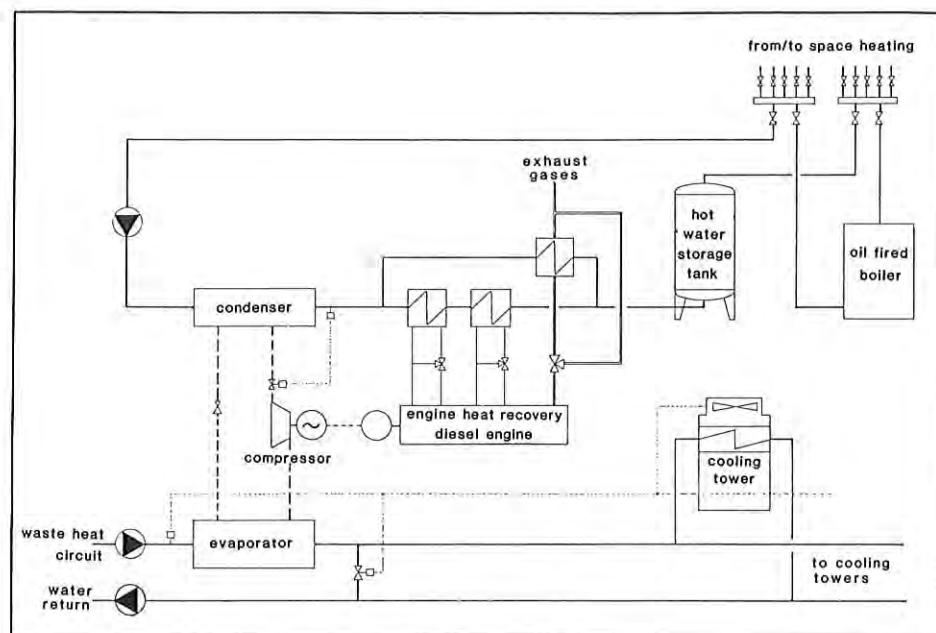 from/to space heating
exhaust
gases
hot
water
storage
tank
oil fired
boiler
condenser
engine heat recovery
diesel engine
compressor
cooling
tower
waste heat
circuit
evaporator
to cooling
towers
water
return